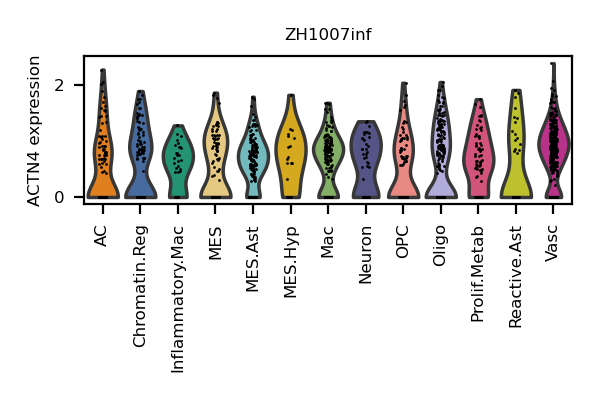 ZH1007inf
ACTN4 expression
2
0
AC
Chromatin.Reg
Inflammatory.Mac
MES
MES.Ast
MES.Hyp
Mac
Neuron
OPC
Oligo
Prolif.Metab
Reactive.Ast
Vasc